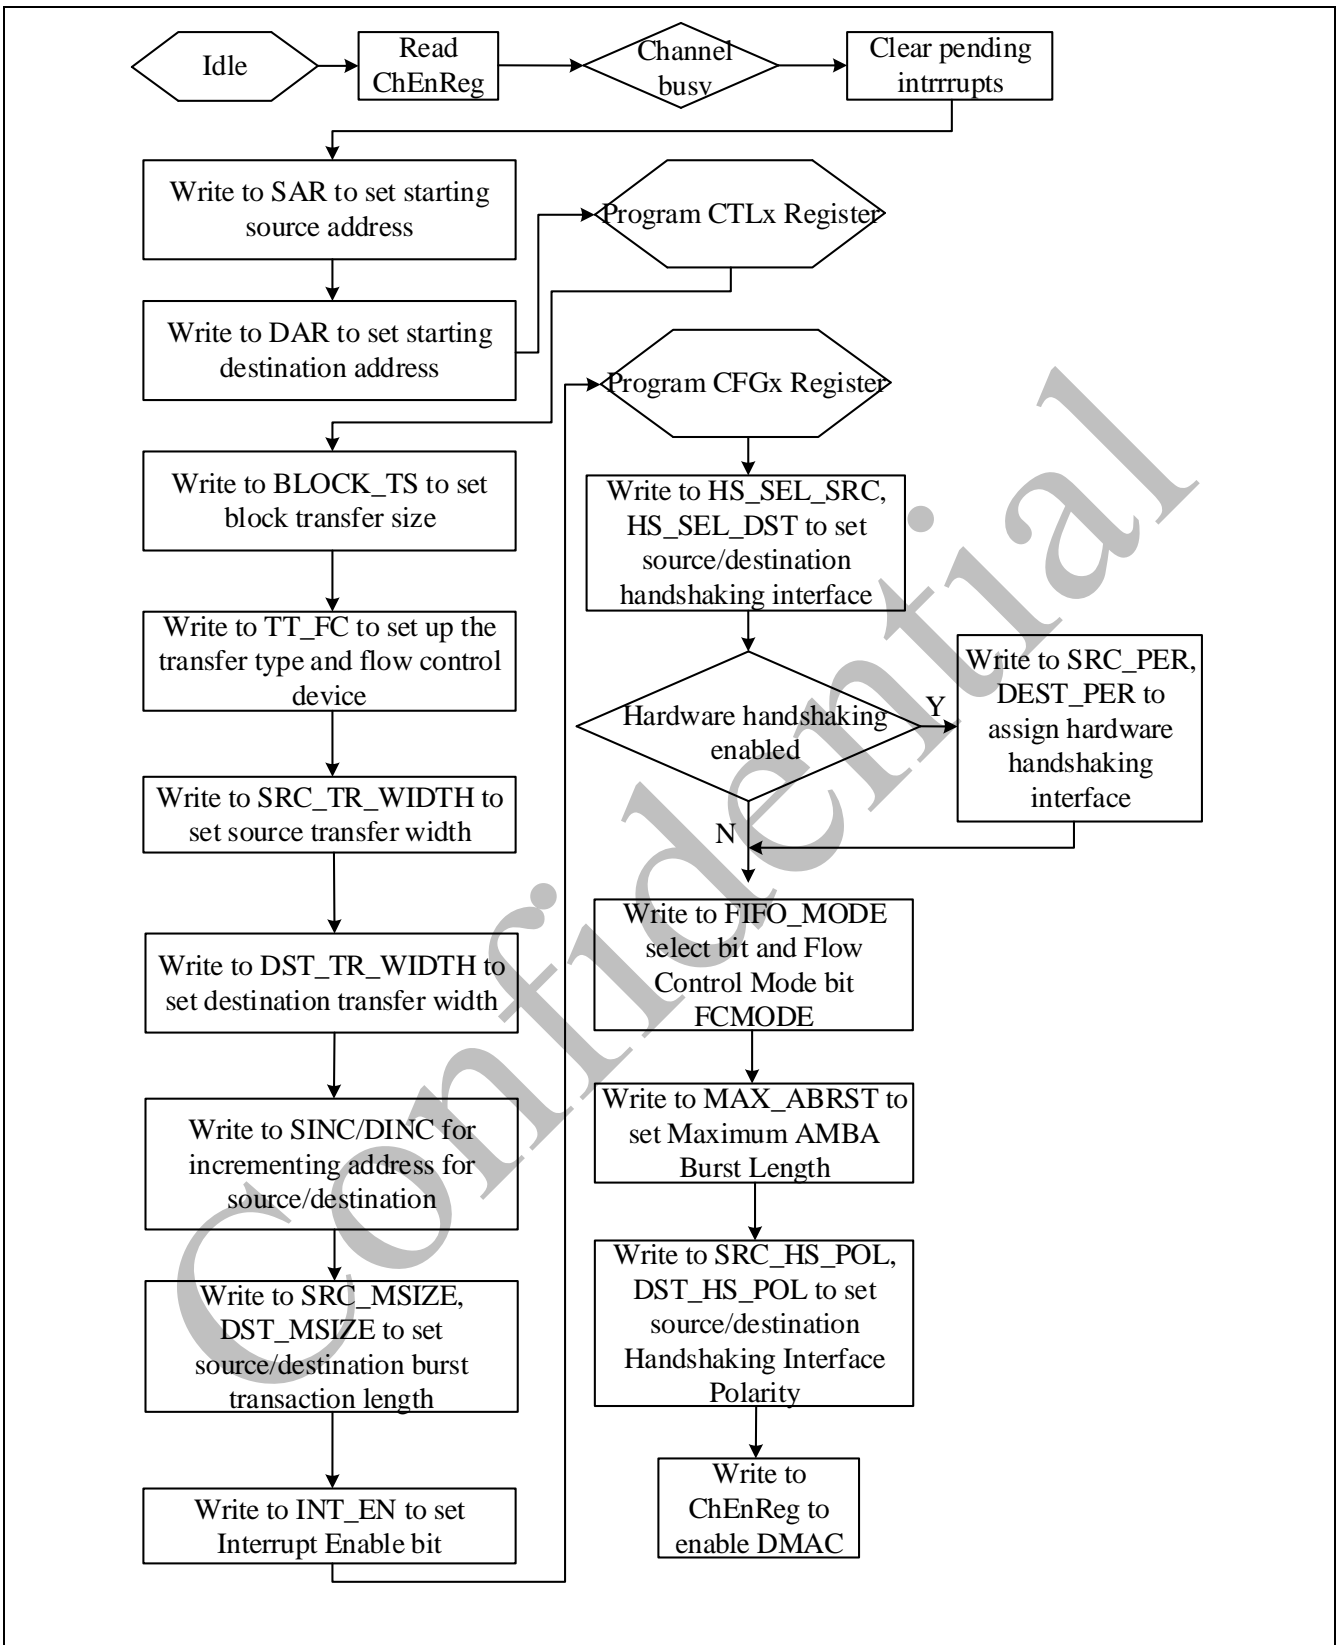 Idle
Read
ChEnReg
Channel
busy
Clear pending
intrrrupts
Write to SAR to set starting
source address
Write to DAR to set starting
destination address
Program CTLx Register
Write to BLOCK_TS to set
block transfer size
Write to TT_FC to set up the
transfer type and flow control
device
Write to SRC_TR_WIDTH to
set source transfer width
Write to DST_TR_WIDTH to
set destination transfer width
Write to SINC/DINC for
incrementing address for
source/destination
Write to SRC_MSIZE,
DST_MSIZE to set
source/destination burst
transaction length
Write to INT_EN to set
Interrupt Enable bit
Program CFGx Register
Write to HS_SEL_SRC,
HS_SEL_DST to set
source/destination
handshaking interface
Hardware handshaking
enabled
Y
Write to SRC_PER,
DEST_PER to
assign hardware
handshaking
interface
N
Write to FIFO_MODE
select bit and Flow
Control Mode bit
FCMODE
Write to MAX_ABRST to
set Maximum AMBA
Burst Length
Write to SRC_HS_POL,
DST_HS_POL to set
source/destination
Handshaking Interface
Polarity
Write to
ChEnReg to
enable DMAC
Confidential